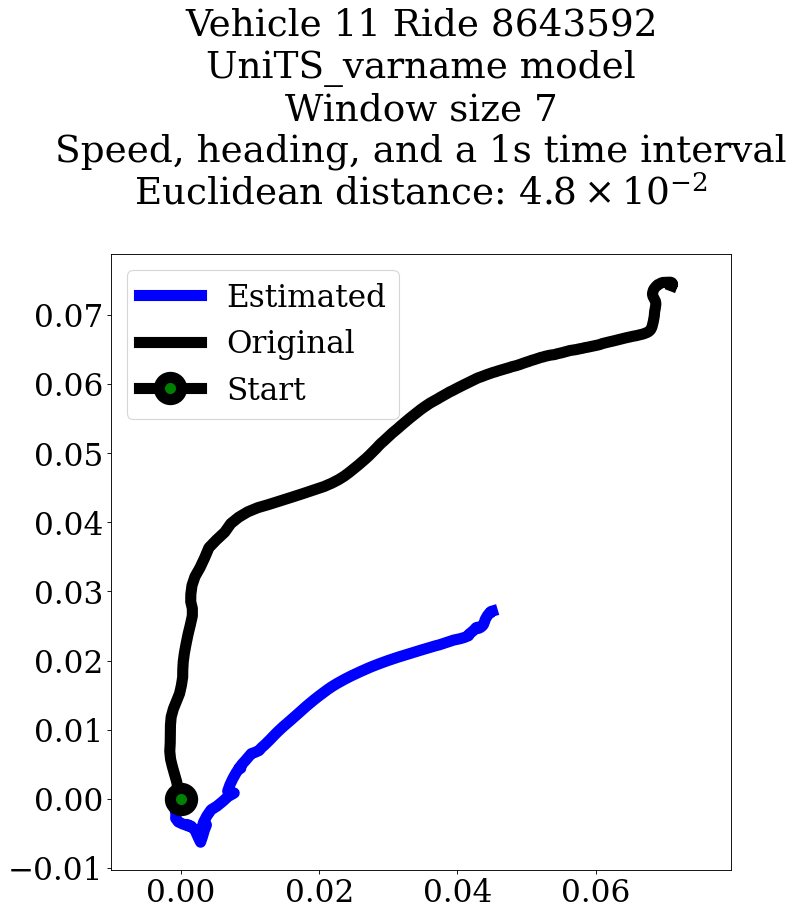 Vehicle 11 Ride 8643592
UniTS_varname model
Window size 7
Speed, heading, and a 1s time interval
Euclidean distance: 4.8 × 10⁻²
Estimated
Original
Start
0.07
0.06
0.05
0.04
0.03
0.02
0.01
0.00
−0.01
0.00 0.02 0.04 0.06